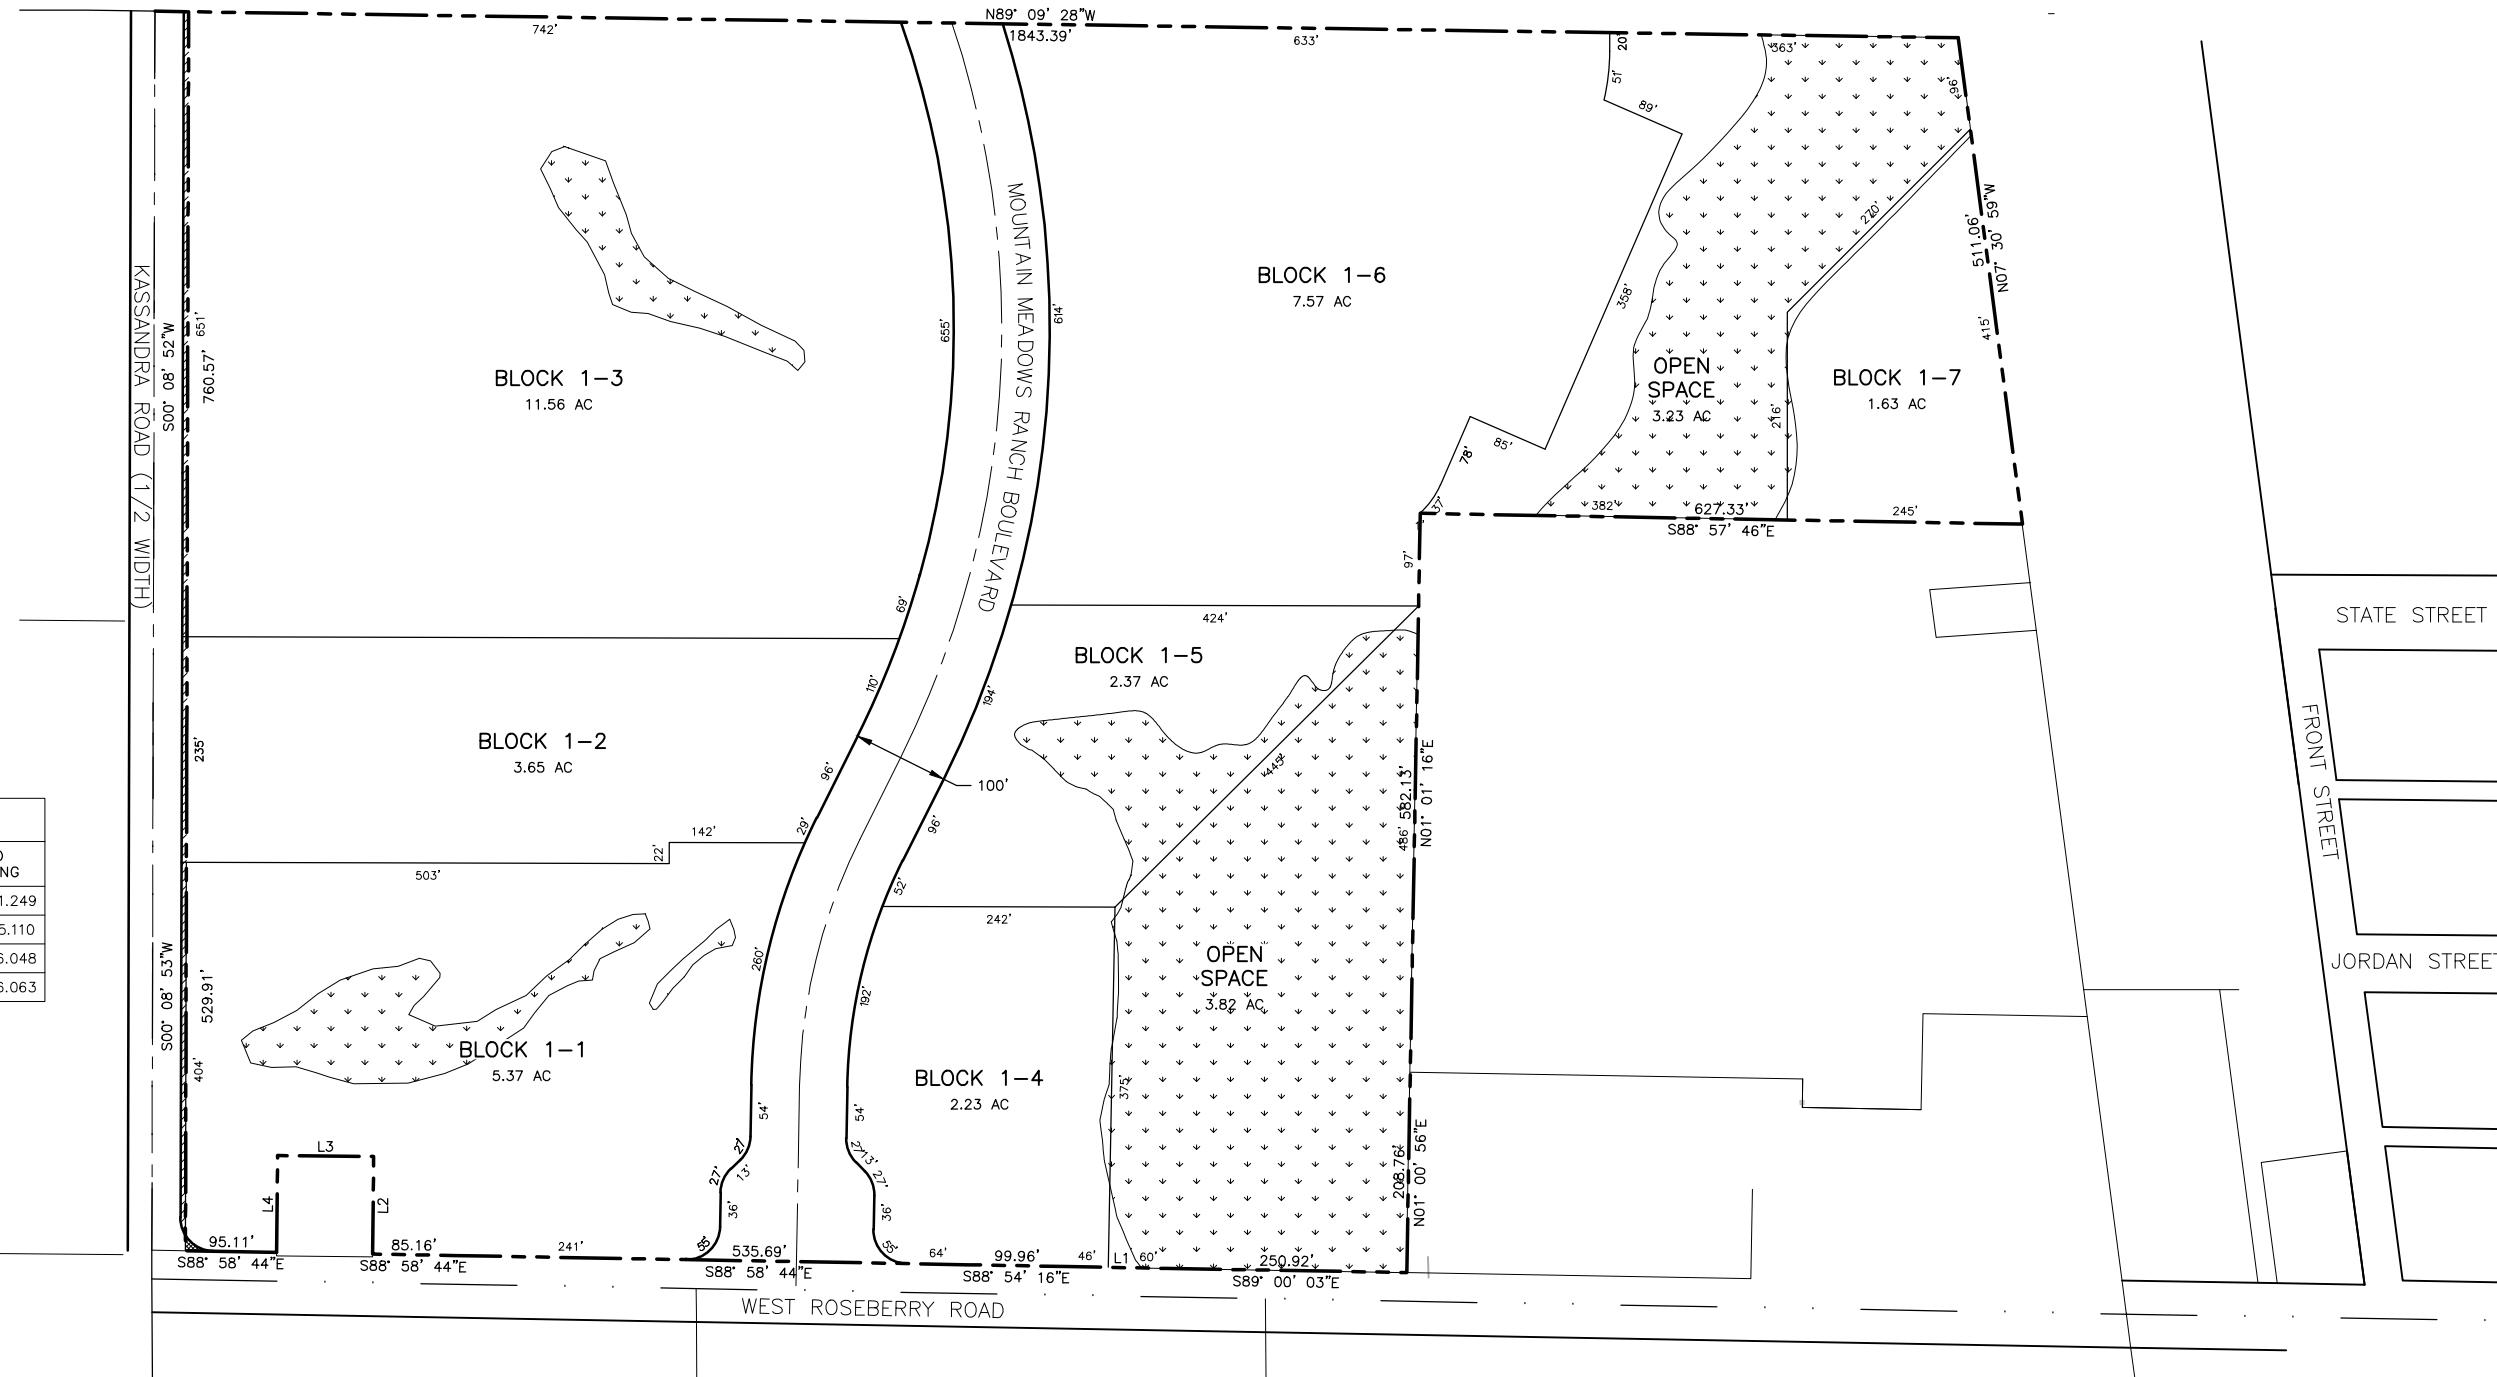 N89° 09' 28"W
1843.39'
742'
633'
20'
363'
51'
89'
96'
270'
511.06'
N07° 30' 59"W
415'
KASSANDRA ROAD (1/2 WIDTH)
S00° 08' 52"W
760.57'
651'
BLOCK 1-3
11.56 AC
655'
MOUNTAIN MEADOWS RANCH BOULEVARD
614'
BLOCK 1-6
7.57 AC
358'
OPEN
SPACE
3.23 AC
216'
BLOCK 1-7
1.63 AC
85'
78'
37'
1'
382'
627.33'
S88° 57' 46"E
245'
97'
69'
424'
110'
194'
BLOCK 1-5
2.37 AC
STATE STREET
FRONT STREET
BLOCK 1-2
3.65 AC
235'
96'
100'
96'
445'
582.13'
N01° 01' 16"E
486'
29'
142'
22'
503'
52'
242'
NG
1.249
5.110
6.048
6.063
S00° 08' 53"W
529.91'
404'
BLOCK 1-1
5.37 AC
260'
192'
OPEN
SPACE
3.82 AC
JORDAN STREET
BLOCK 1-4
2.23 AC
375'
54'
54'
27'
13'
27'
27'
13'
27'
36'
36'
L3
L4
L2
208.76'
N01° 00' 56"E
95.11'
S88° 58' 44"E
85.16'
S88° 58' 44"E
241'
55'
535.69'
S88° 58' 44"E
55'
64'
99.96'
S88° 54' 16"E
46'
L1
60'
250.92'
S89° 00' 03"E
WEST ROSEBERRY ROAD